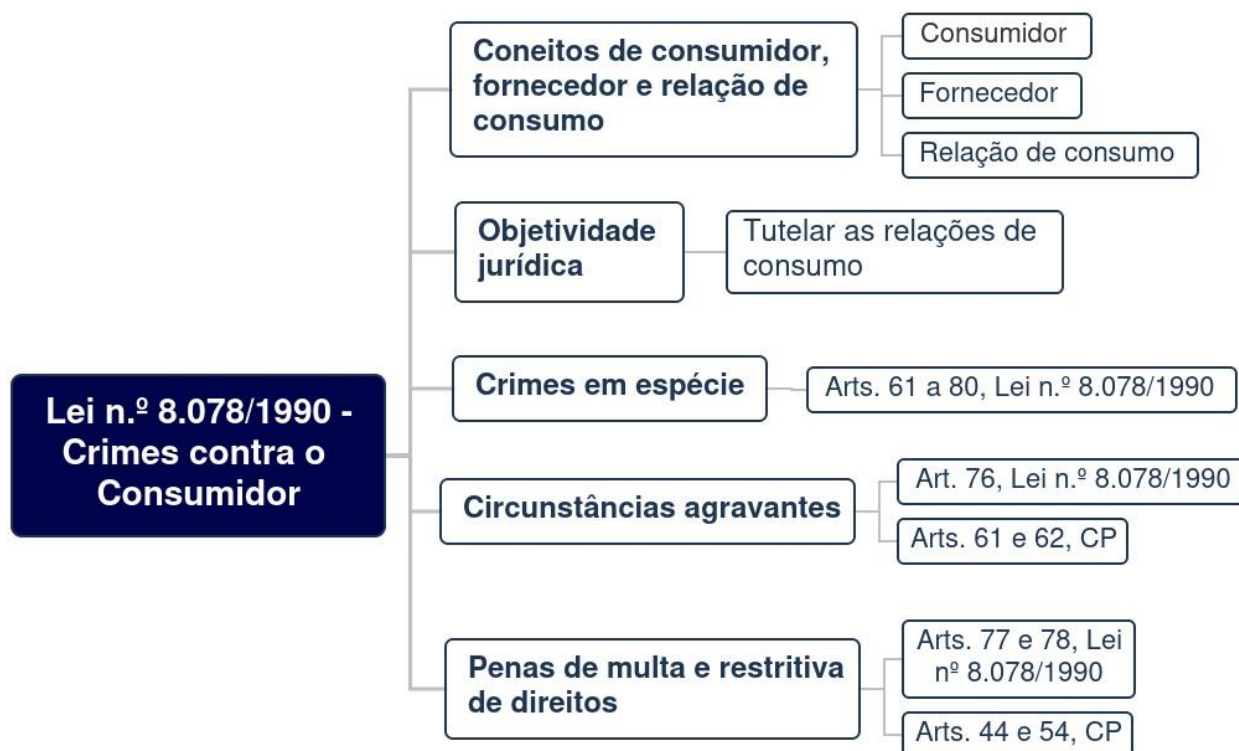 Lei n.º 8.078/1990 -
Crimes contra o
Consumidor
Coneitos de consumidor,
fornecedor e relação de
consumo
Consumidor
Fornecedor
Relação de consumo
Objetividade
jurídica
Tutelar as relações de
consumo
Crimes em espécie
Arts. 61 a 80, Lei n.º 8.078/1990
Circunstâncias agravantes
Art. 76, Lei n.º 8.078/1990
Arts. 61 e 62, CP
Penas de multa e restritiva
de direitos
Arts. 77 e 78, Lei
nº 8.078/1990
Arts. 44 e 54, CP